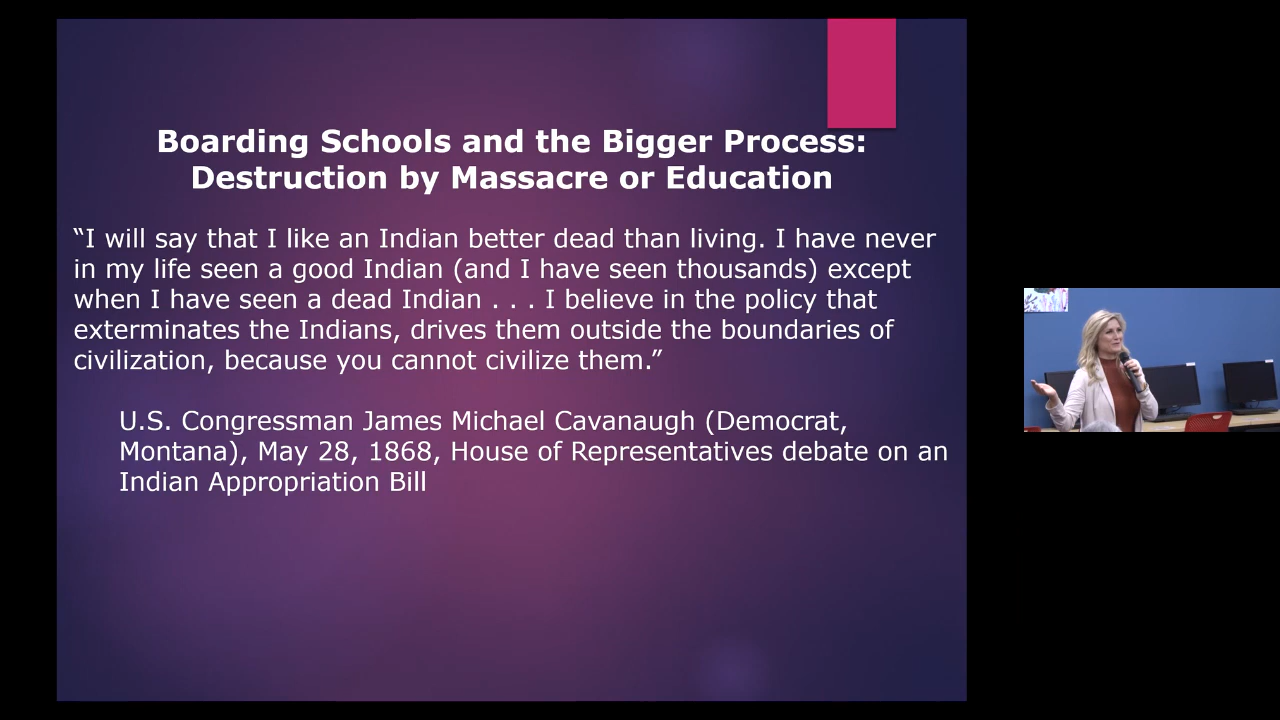 Boarding Schools and the Bigger Process:
Destruction by Massacre or Education
“I will say that I like an Indian better dead than living. I have never
in my life seen a good Indian (and I have seen thousands) except
when I have seen a dead Indian . . . I believe in the policy that
exterminates the Indians, drives them outside the boundaries of
civilization, because you cannot civilize them.”
U.S. Congressman James Michael Cavanaugh (Democrat,
Montana), May 28, 1868, House of Representatives debate on an
Indian Appropriation Bill